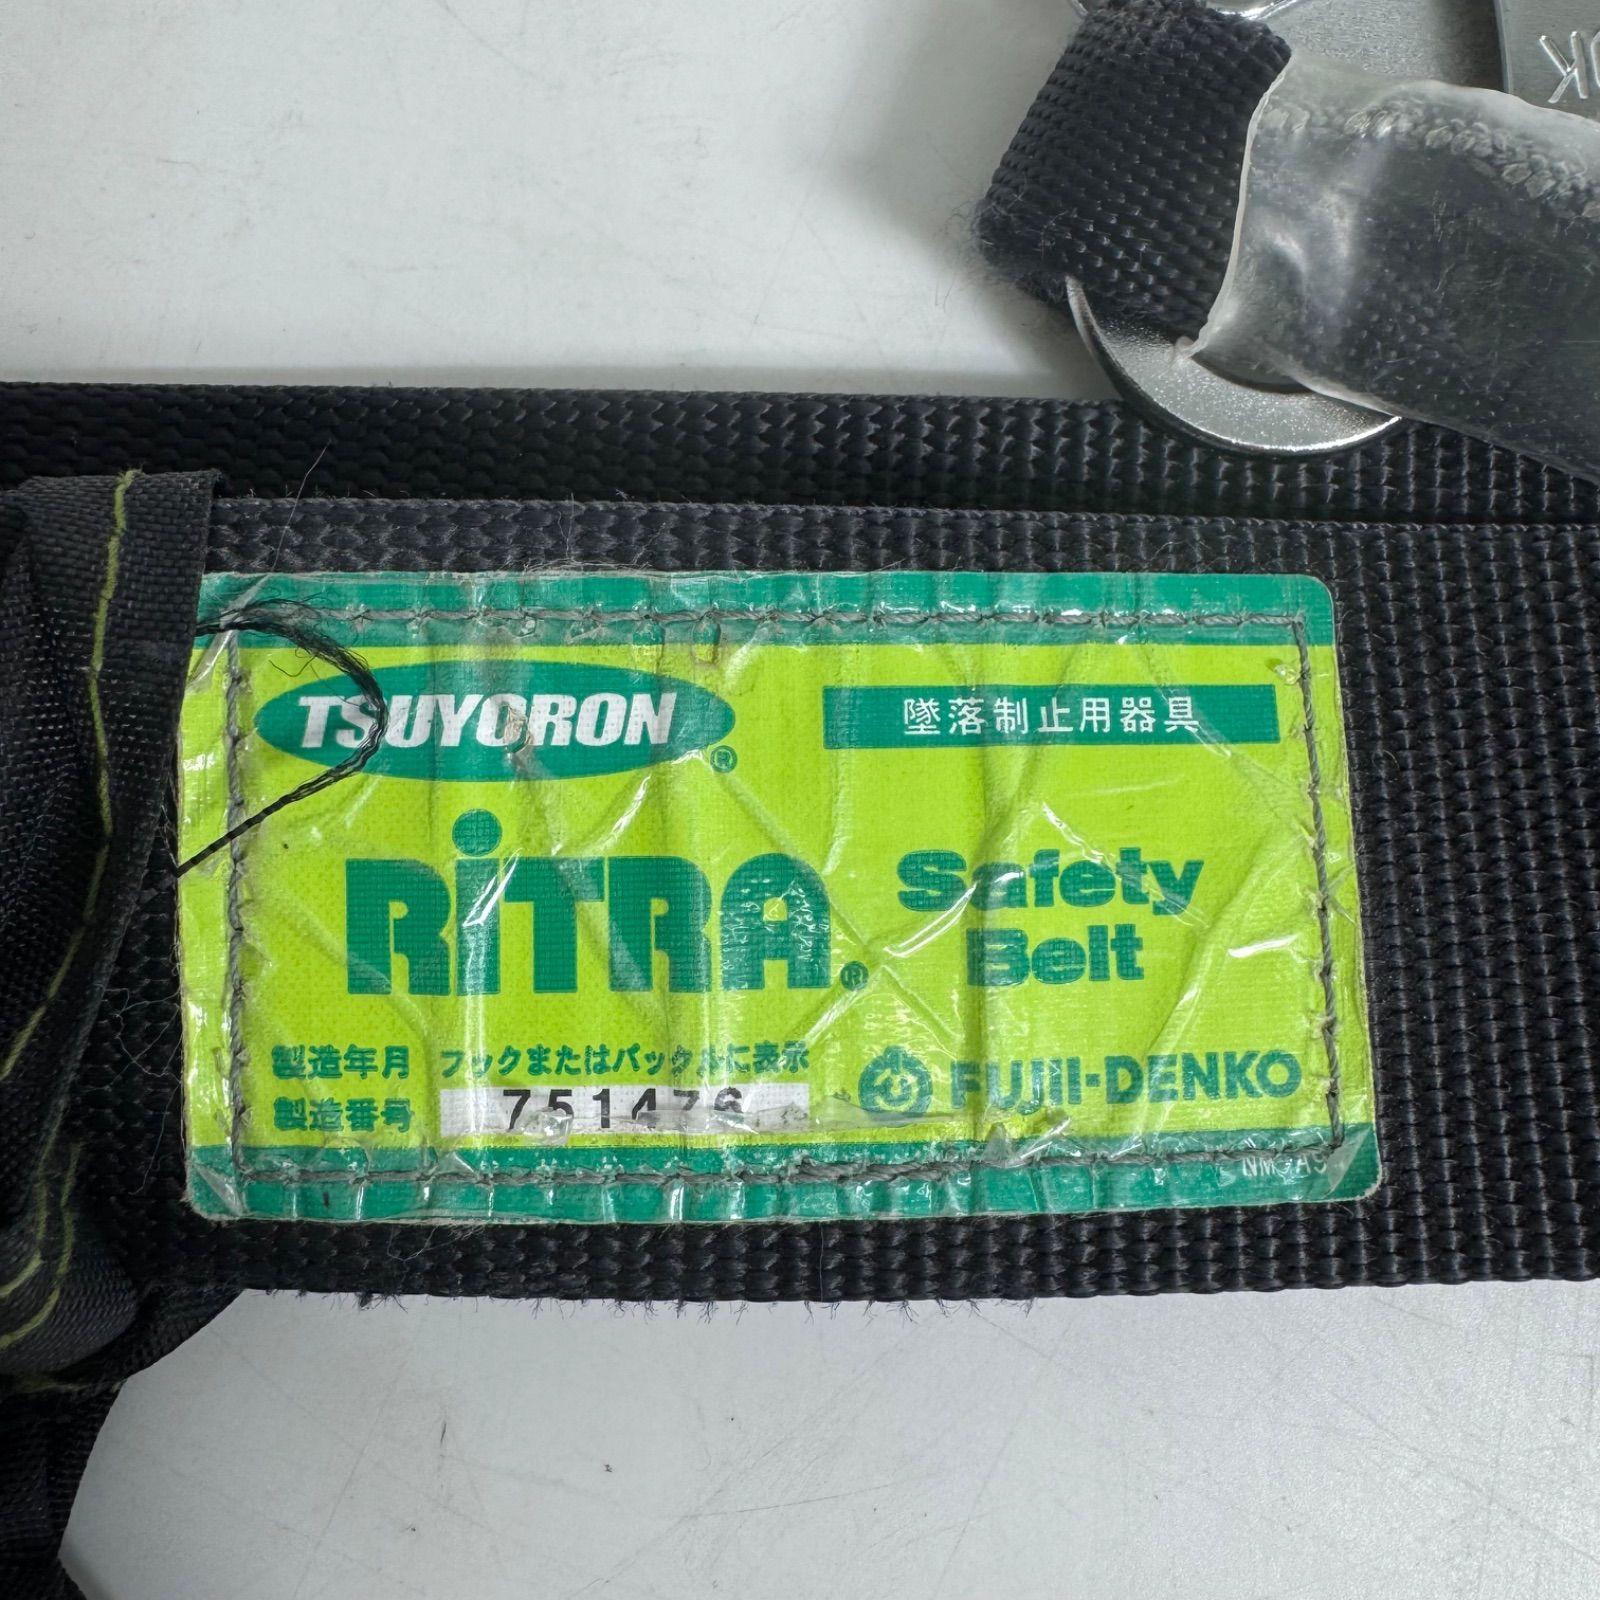 TSUYORON ®
墜落制止用器具
RiTRA ®
Safety
Belt
製造年月 フックまたはバックルに表示
製造番号 751476
FUJII-DENKO